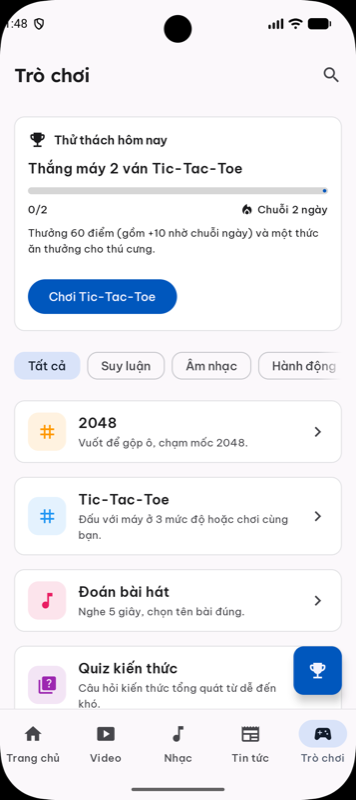 1:48
Trò chơi
Thử thách hôm nay
Thắng máy 2 ván Tic-Tac-Toe
0/2
Chuỗi 2 ngày
Thưởng 60 điểm (gồm +10 nhờ chuỗi ngày) và một thức
ăn thưởng cho thú cưng.
Chơi Tic-Tac-Toe
Tất cả
Suy luận
Âm nhạc
Hành động
2048
Vuốt để gộp ô, chạm mốc 2048.
Tic-Tac-Toe
Đấu với máy ở 3 mức độ hoặc chơi cùng
bạn.
Đoán bài hát
Nghe 5 giây, chọn tên bài đúng.
Quiz kiến thức
Câu hỏi kiến thức tổng quát từ dễ đến
khó.
Trang chủ
Video
Nhạc
Tin tức
Trò chơi